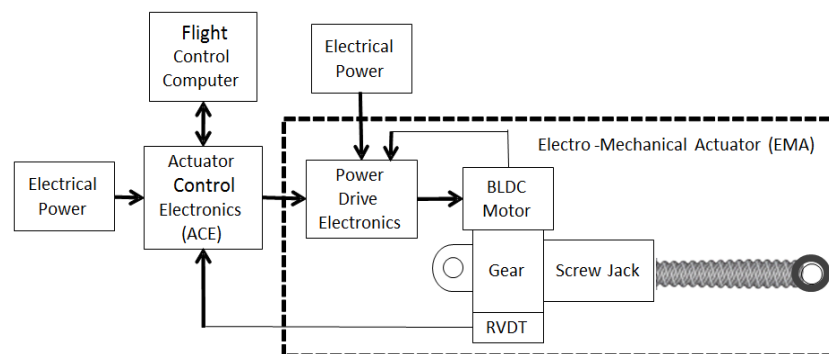 Flight
Control
Computer
Electrical
Power
Electro -Mechanical Actuator (EMA)
Actuator
Control
Electronics
(ACE)
Electrical
Power
Power
Drive
Electronics
BLDC
Motor
Gear
Screw Jack
RVDT